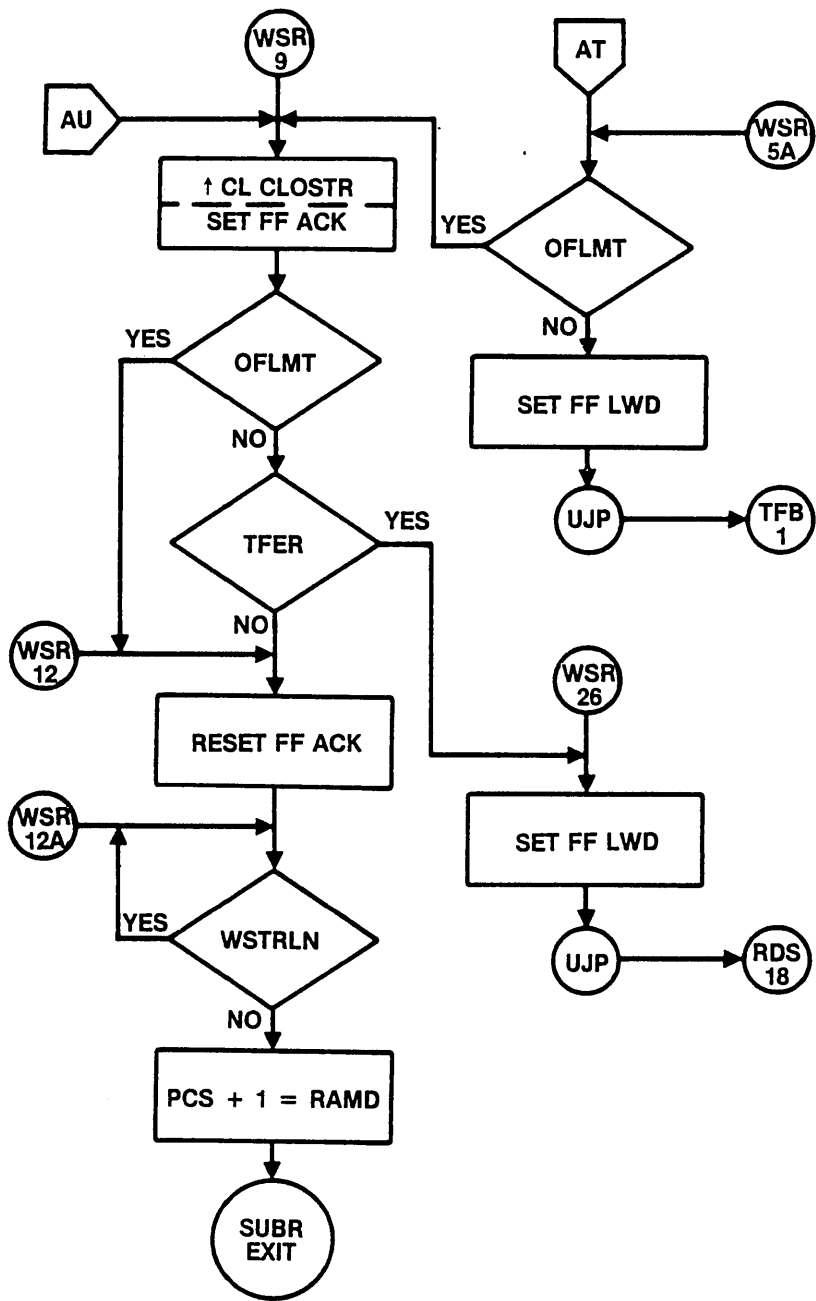 WSR
9
AT
AU
WSR
5A
↑ CL CLOSTR
SET FF ACK
YES
OFLMT
NO
YES
OFLMT
NO
SET FF LWD
UJP
TFB
1
TFER
YES
NO
WSR
12
WSR
26
RESET FF ACK
WSR
12A
SET FF LWD
YES
WSTRLN
NO
UJP
RDS
18
PCS + 1 = RAMD
SUBR
EXIT